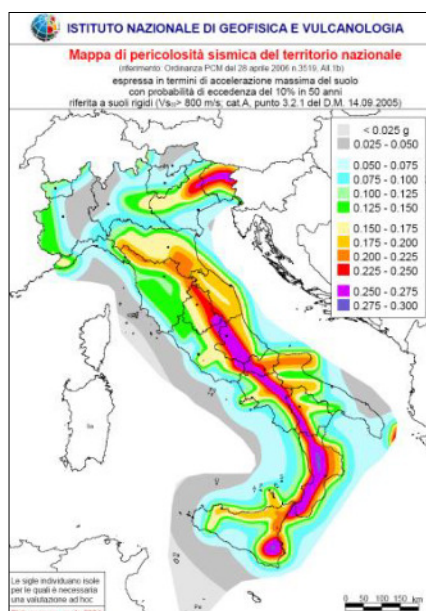 ISTITUTO NAZIONALE DI GEOFISICA E VULCANOLOGIA
Mappa di pericolosità sismica del territorio nazionale
(riferimento: Ordinanza PCM del 28 aprile 2006 n.3519, All.1b)
espressa in termini di accelerazione massima del suolo
con probabilità di eccedenza del 10% in 50 anni
riferita a suoli rigidi (Vs30> 800 m/s; cat.A, punto 3.2.1 del D.M. 14.09.2005)
< 0.025 g
0.025 - 0.050
0.050 - 0.075
0.075 - 0.100
0.100 - 0.125
0.125 - 0.150
0.150 - 0.175
0.175 - 0.200
0.200 - 0.225
0.225 - 0.250
0.250 - 0.275
0.275 - 0.300
Le sigle individuano isole
per le quali è necessaria
una valutazione ad hoc
0 50 100 150 km